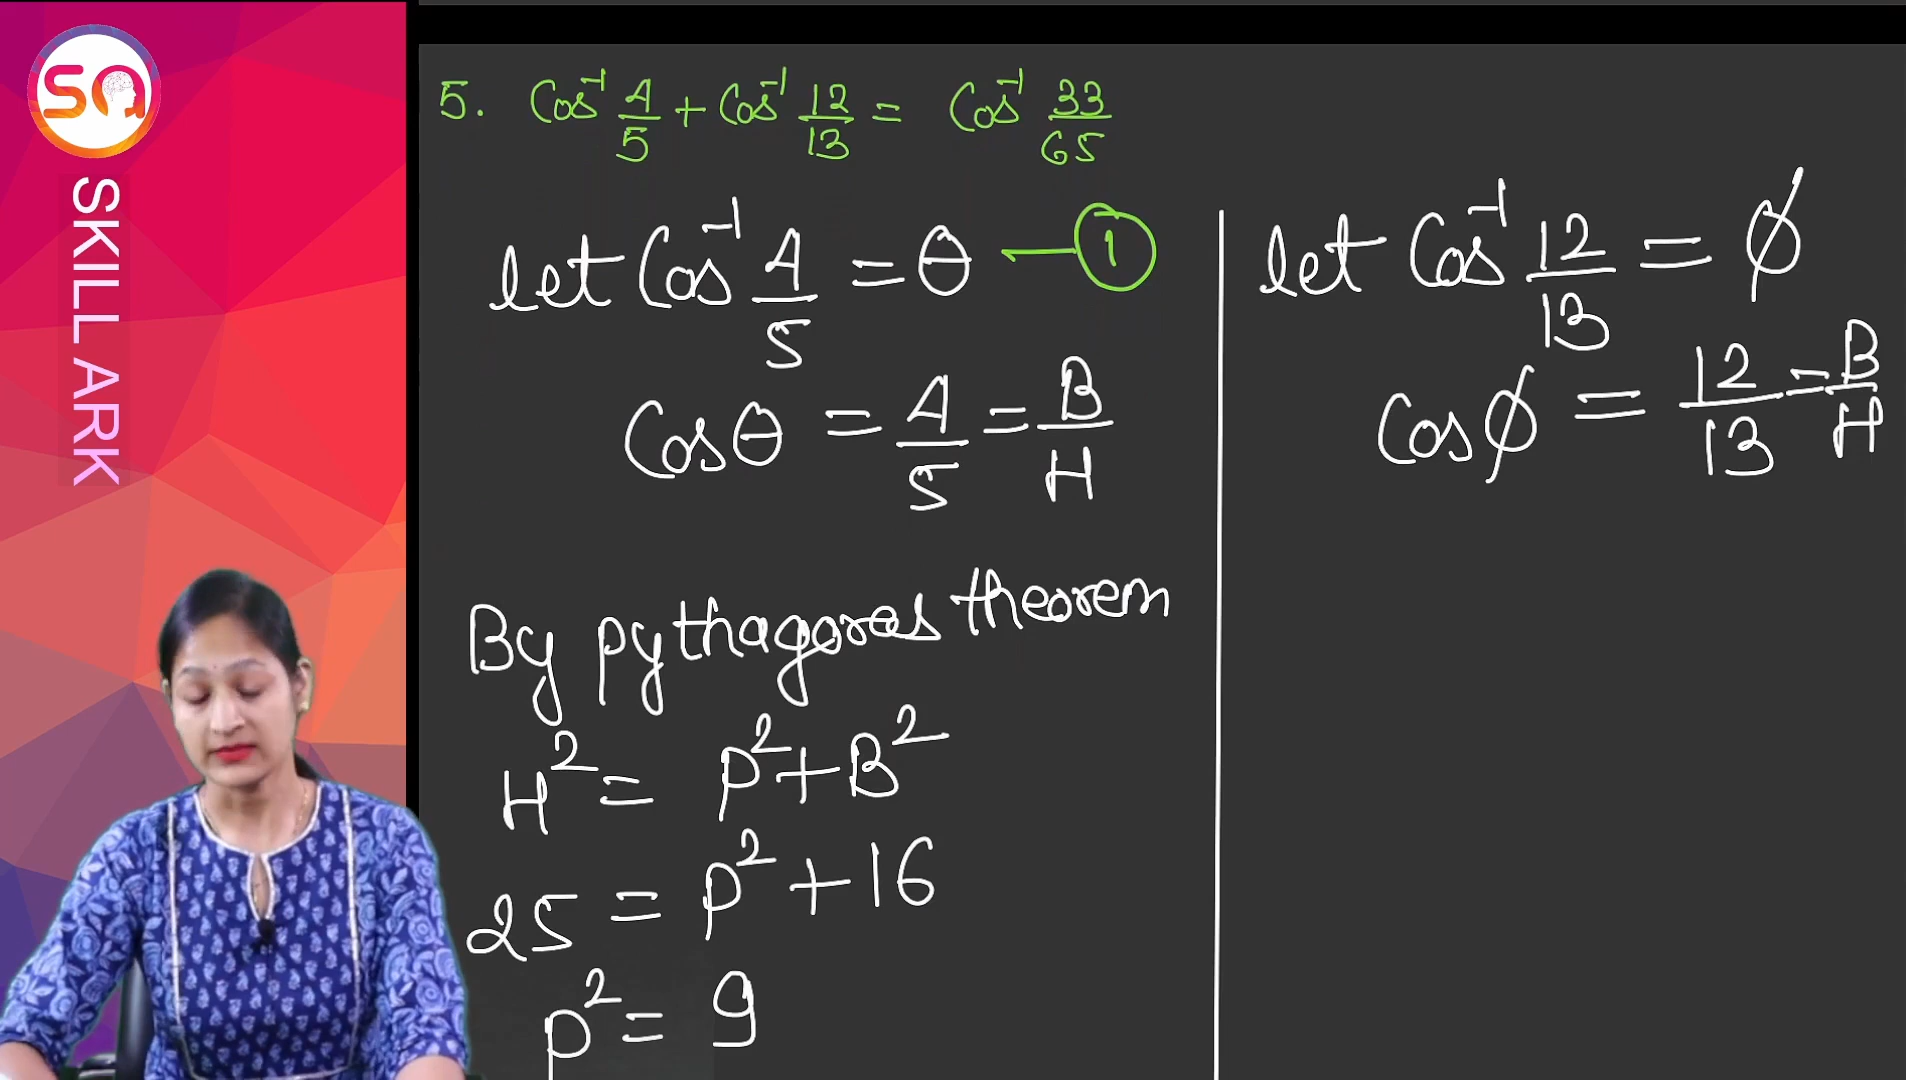 SA
SKILL ARK
5. Cos⁻¹ 4/5 + Cos⁻¹ 12/13 = Cos⁻¹ 33/65
let Cos⁻¹ 4/5 = θ — 1
Cosθ = 4/5 = B/H
By pythagores theorem
H² = P² + B²
25 = P² + 16
P² = 9
let Cos⁻¹ 12/13 = ϕ
Cosϕ = 12/13 = B/H